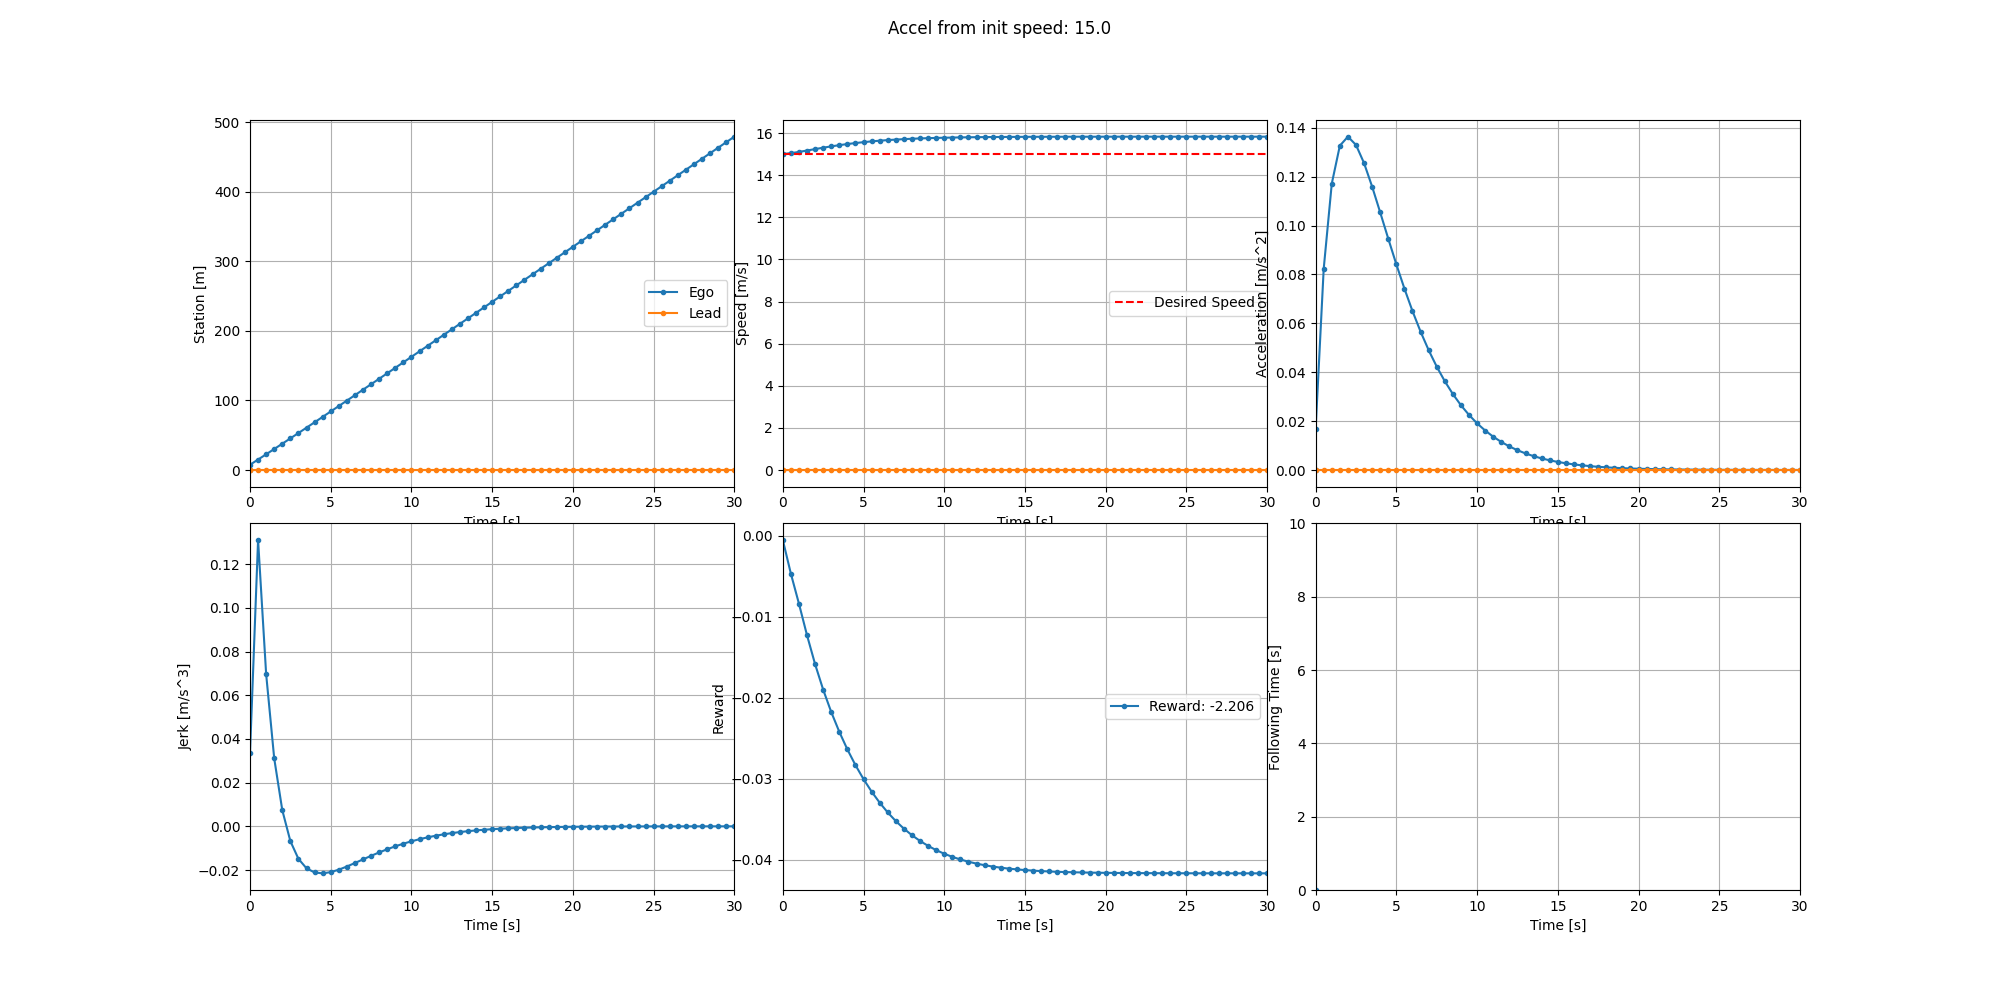 Accel from init speed: 15.0
500
400
300
200
100
0
Station [m]
Ego
Lead
0 5 10 15 20 25 30
Time [s]
16
14
12
10
8
6
4
2
0
Speed [m/s]
Desired Speed
0 5 10 15 20 25 30
Time [s]
0.14
0.12
0.10
0.08
0.06
0.04
0.02
0.00
Acceleration [m/s^2]
0 5 10 15 20 25 30
Time [s]
0.12
0.10
0.08
0.06
0.04
0.02
0.00
−0.02
Jerk [m/s^3]
0 5 10 15 20 25 30
Time [s]
0.00
−0.01
−0.02
−0.03
−0.04
Reward
Reward: -2.206
0 5 10 15 20 25 30
Time [s]
10
8
6
4
2
0
Following Time [s]
0 5 10 15 20 25 30
Time [s]